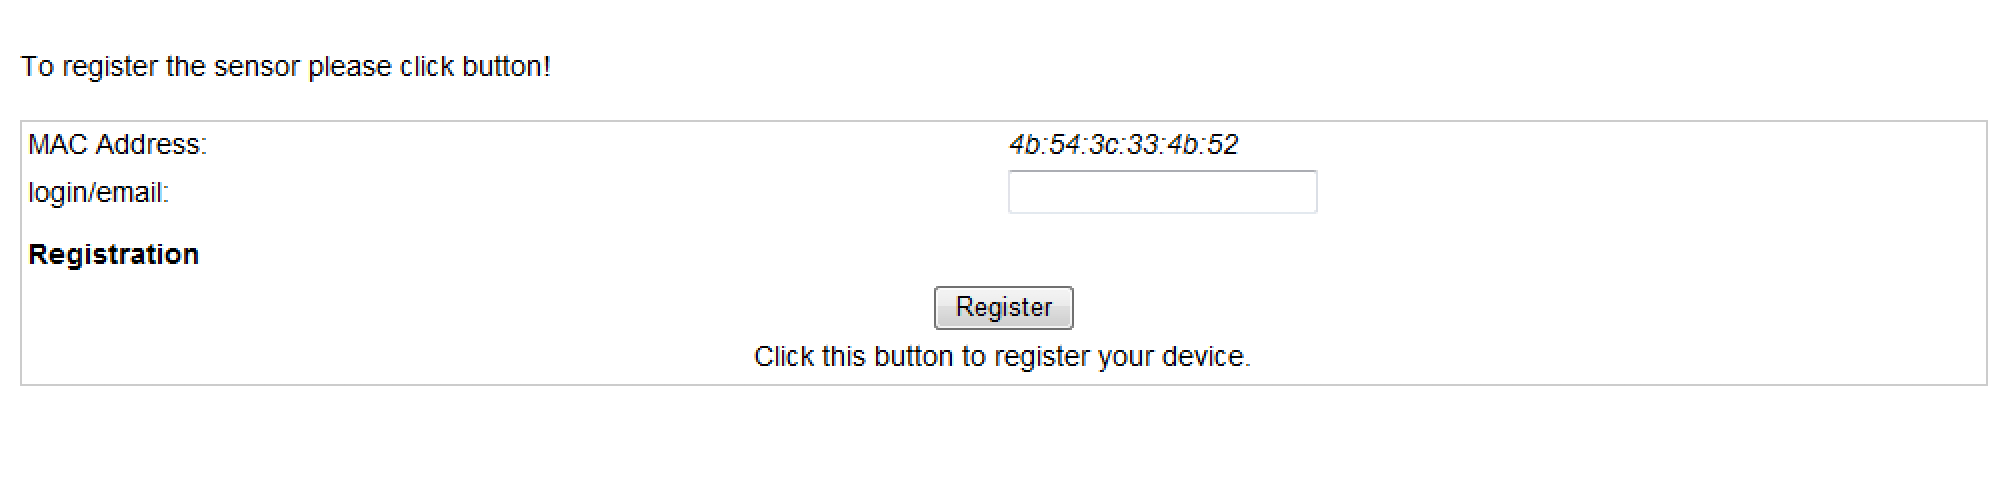 To register the sensor please click button!
MAC Address: 4b:54:3c:33:4b:52
login/email:
Registration
Register
Click this button to register your device.